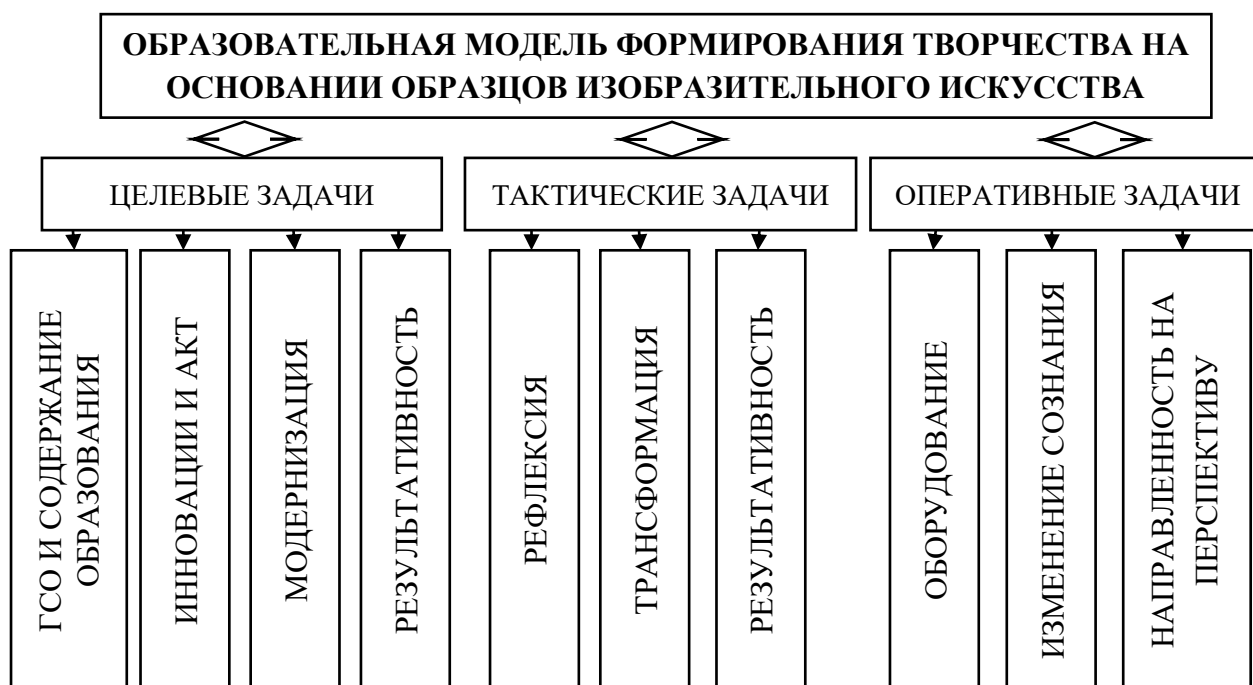 ОБРАЗОВАТЕЛЬНАЯ МОДЕЛЬ ФОРМИРОВАНИЯ ТВОРЧЕСТВА НА
ОСНОВАНИИ ОБРАЗЦОВ ИЗОБРАЗИТЕЛЬНОГО ИСКУССТВА
ЦЕЛЕВЫЕ ЗАДАЧИ
ТАКТИЧЕСКИЕ ЗАДАЧИ
ОПЕРАТИВНЫЕ ЗАДАЧИ
ГСО И СОДЕРЖАНИЕ
ОБРАЗОВАНИЯ
ИННОВАЦИИ И АКТ
МОДЕРНИЗАЦИЯ
РЕЗУЛЬТАТИВНОСТЬ
РЕФЛЕКСИЯ
ТРАНСФОРМАЦИЯ
РЕЗУЛЬТАТИВНОСТЬ
ОБОРУДОВАНИЕ
ИЗМЕНЕНИЕ СОЗНАНИЯ
НАПРАВЛЕННОСТЬ НА
ПЕРСПЕКТИВУ